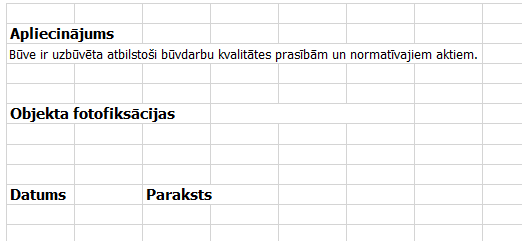 Apliecinājums
Būve ir uzbūvēta atbilstoši būvdarbu kvalitātes prasībām un normatīvajiem aktiem.
Objekta fotofiksācijas
Datums Paraksts